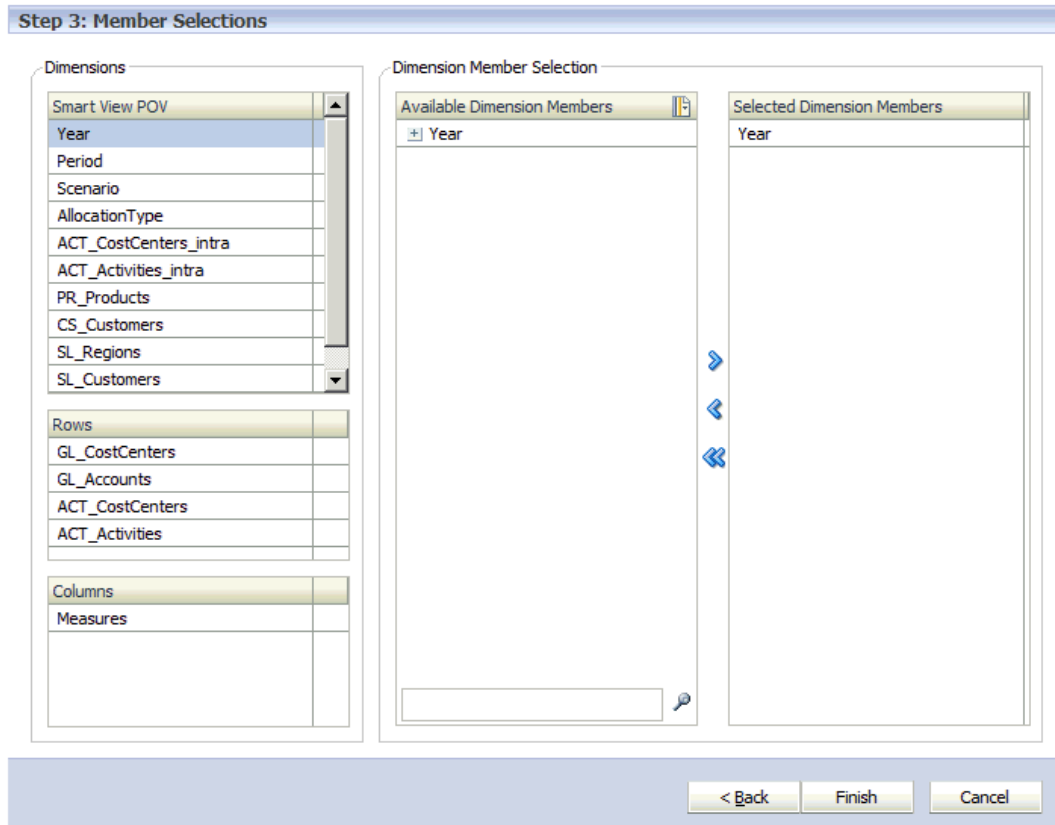 Step 3: Member Selections
Dimensions
Smart View POV
Year
Period
Scenario
AllocationType
ACT_CostCenters_intra
ACT_Activities_intra
PR_Products
CS_Customers
SL_Regions
SL_Customers
Rows
GL_CostCenters
GL_Accounts
ACT_CostCenters
ACT_Activities
Columns
Measures
Dimension Member Selection
Available Dimension Members
Year
Selected Dimension Members
Year
< Back
Finish
Cancel